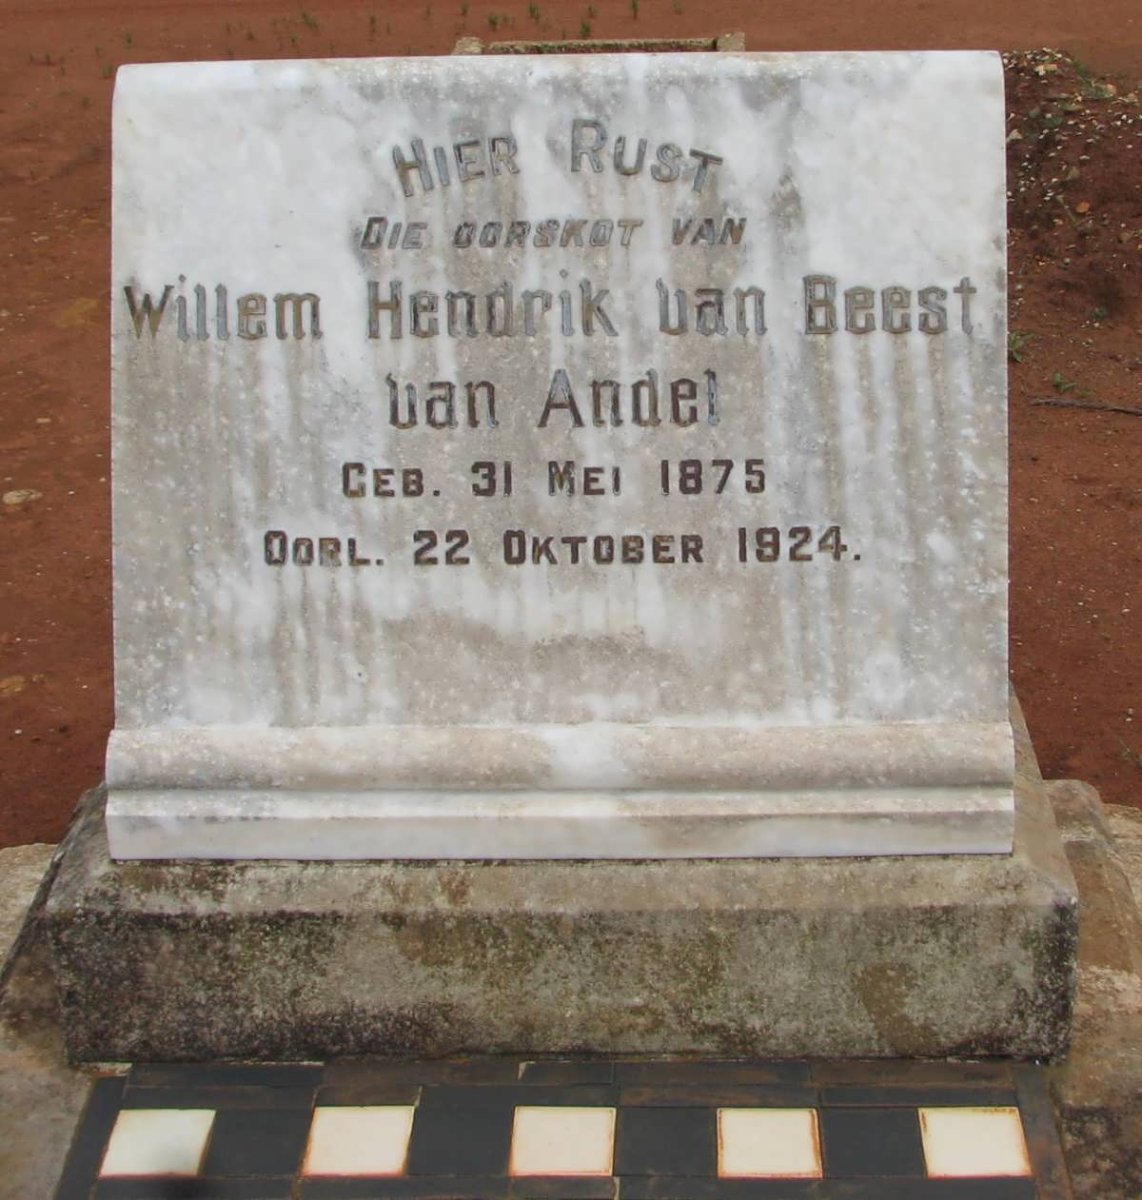 HIER RUST
DIE OORSKOT VAN
Willem Hendrik van Beest
van Andel
GEB. 31 MEI 1875
OORL. 22 OKTOBER 1924.